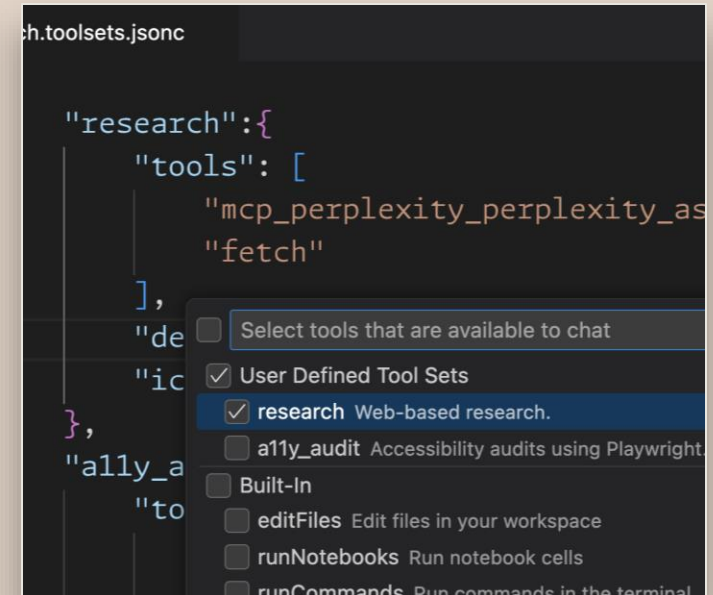 h.toolsets.jsonc
"research":{
"tools": [
"mcp_perplexity_perplexity_as
"fetch"
],
"de
"ic
},
"a11y_a
"to
Select tools that are available to chat
User Defined Tool Sets
research Web-based research.
a11y_audit Accessibility audits using Playwright.
Built-In
editFiles Edit files in your workspace
runNotebooks Run notebook cells
runCommands Run commands in the terminal